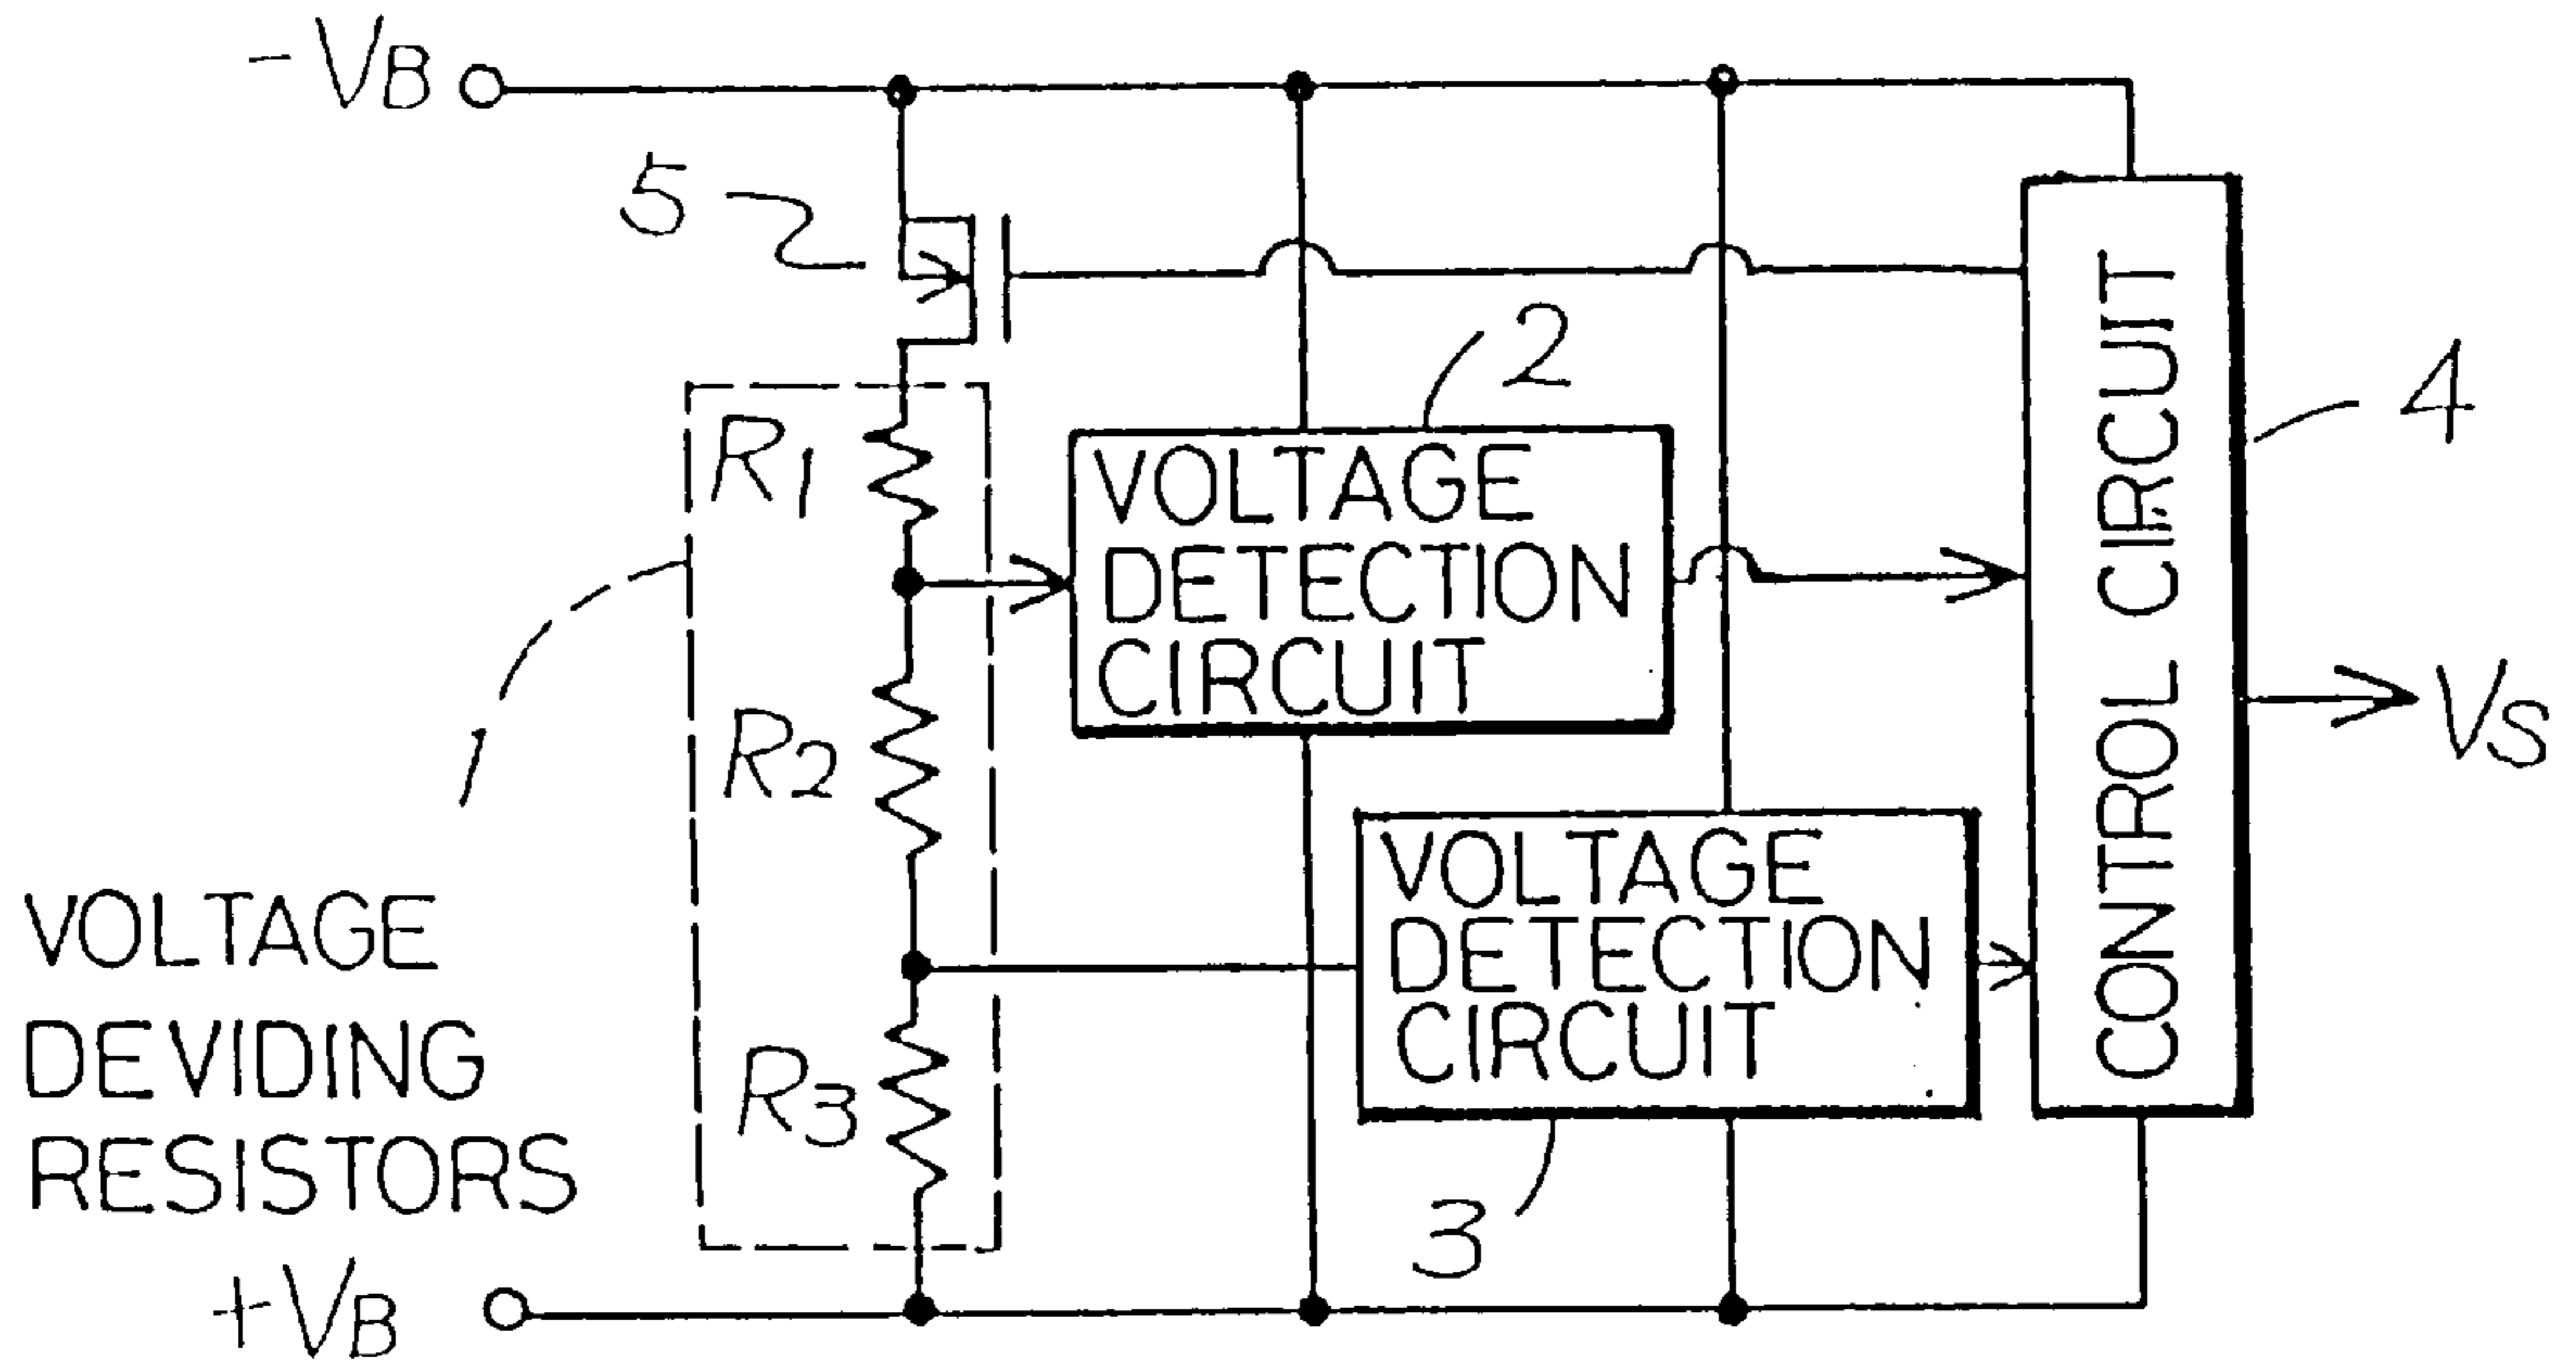 -VB
5
2
4
R1
VOLTAGE
DETECTION
CIRCUIT
CONTROL CIRCUIT
VS
1
R2
VOLTAGE
DETECTION
CIRCUIT
VOLTAGE
DEVIDING
RESISTORS
R3
3
+VB